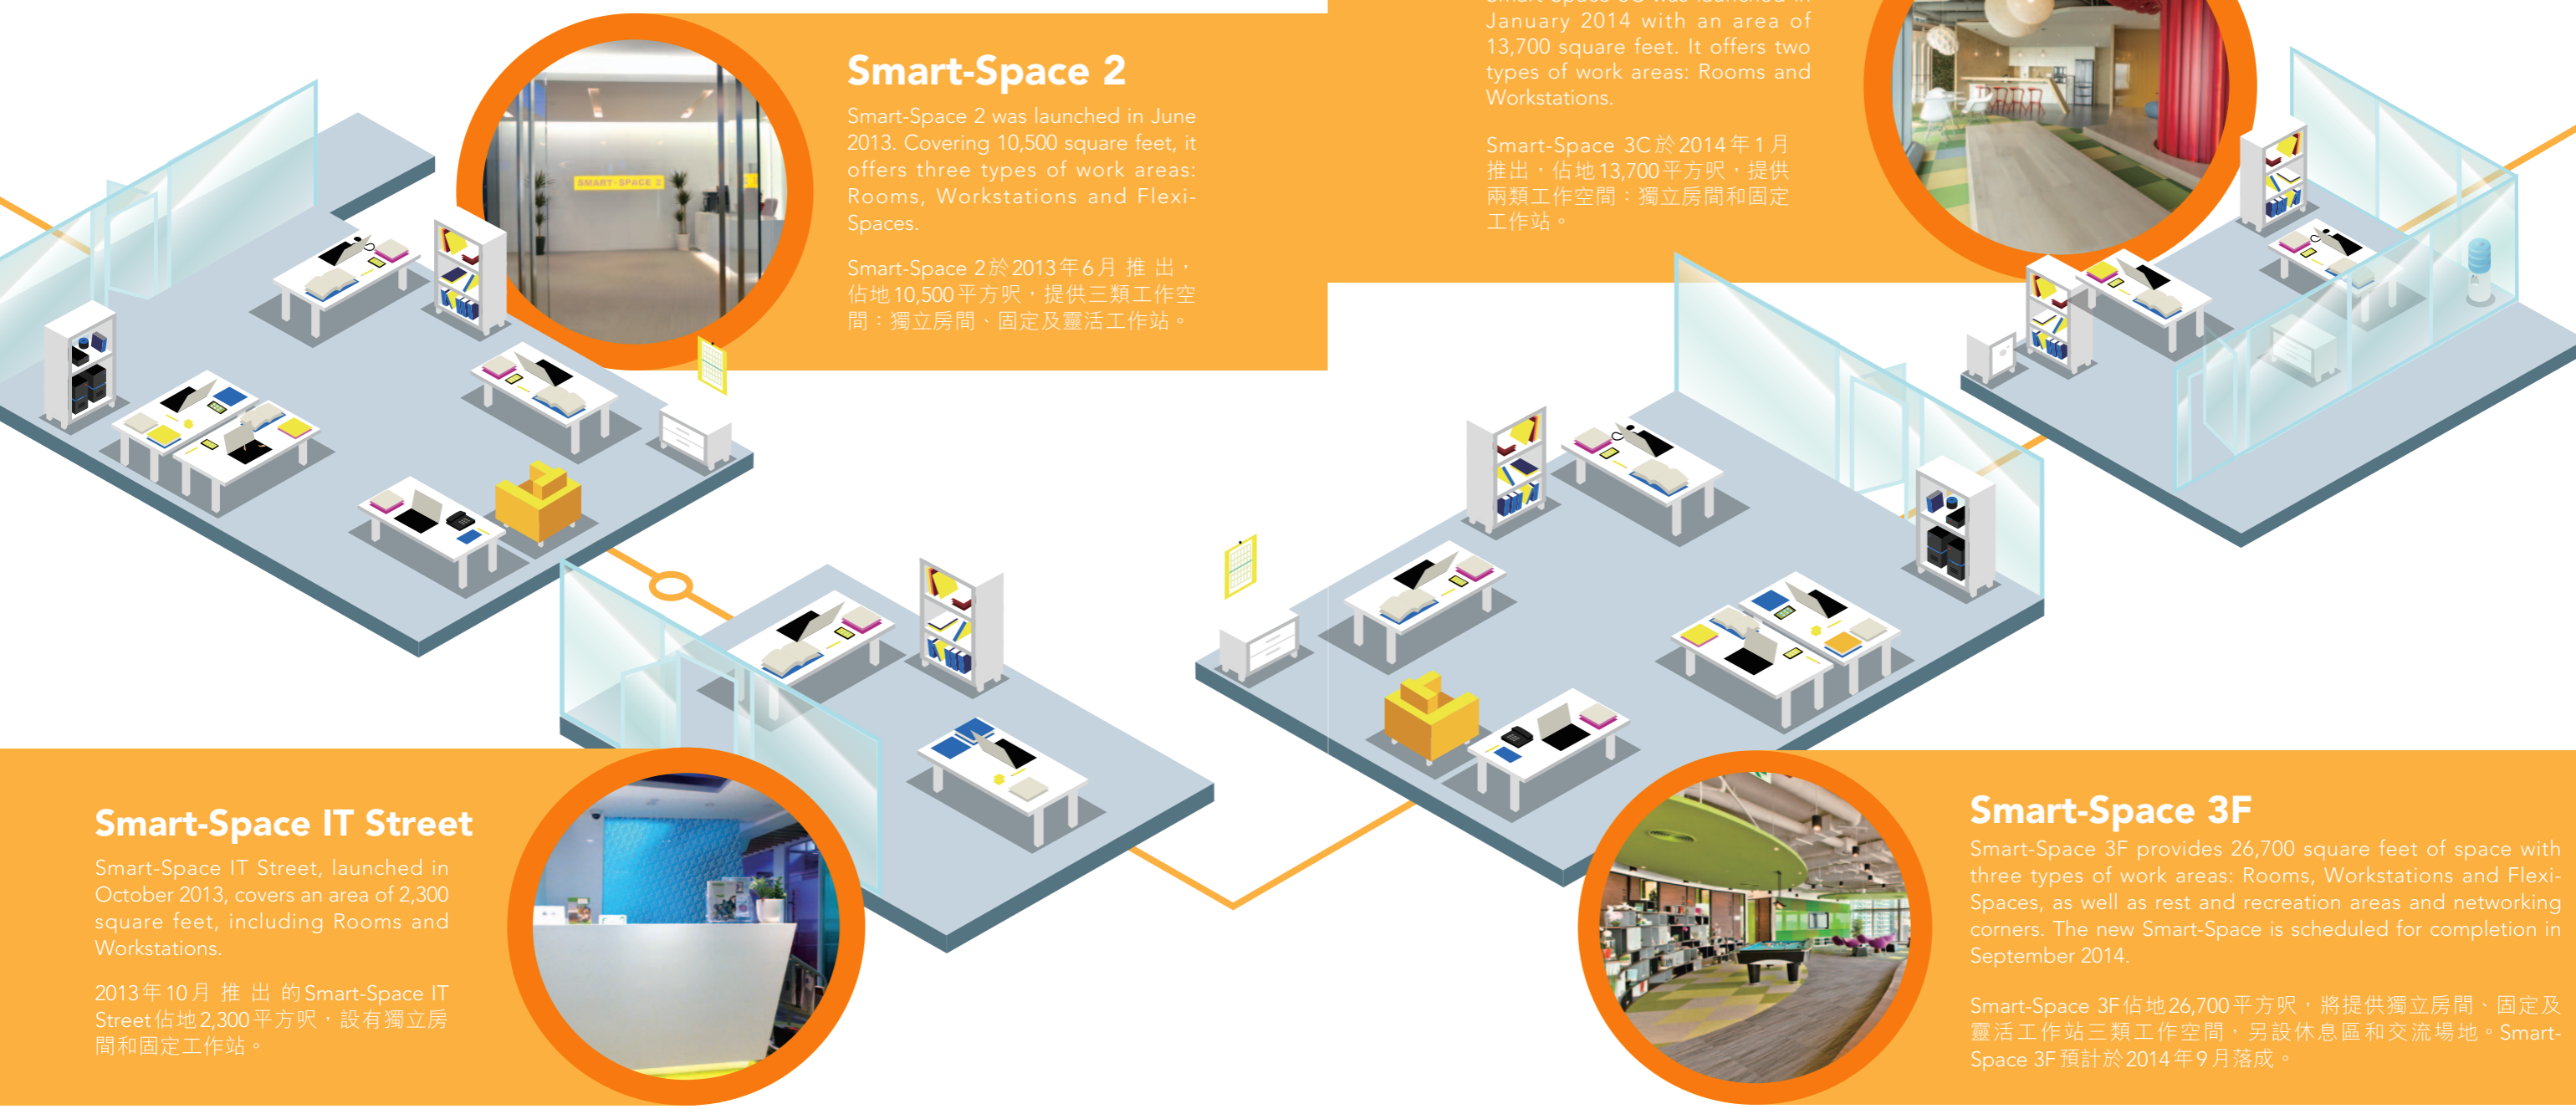 Smart-Space 2
Smart-Space 2 was launched in June
2013. Covering 10,500 square feet, it
offers three types of work areas:
Rooms, Workstations and Flexi-
Spaces.
Smart-Space 2於2013年6月 推 出，
佔地10,500平方呎，提供三類工作空
間：獨立房間、固定及靈活工作站。
SMART-SPACE 2
Smart-Space 3C was launched in
January 2014 with an area of
13,700 square feet. It offers two
types of work areas: Rooms and
Workstations.
Smart-Space 3C於2014年1月
推出，佔地13,700平方呎，提供
兩類工作空間：獨立房間和固定
工作站。
Smart-Space IT Street
Smart-Space IT Street, launched in
October 2013, covers an area of 2,300
square feet, including Rooms and
Workstations.
2013年10月 推 出 的Smart-Space IT
Street佔地2,300平方呎，設有獨立房
間和固定工作站。
Smart-Space 3F
Smart-Space 3F provides 26,700 square feet of space with
three types of work areas: Rooms, Workstations and Flexi-
Spaces, as well as rest and recreation areas and networking
corners. The new Smart-Space is scheduled for completion in
September 2014.
Smart-Space 3F佔地26,700平方呎，將提供獨立房間、固定及
靈活工作站三類工作空間，另設休息區和交流場地。Smart-
Space 3F預計於2014年9月落成。